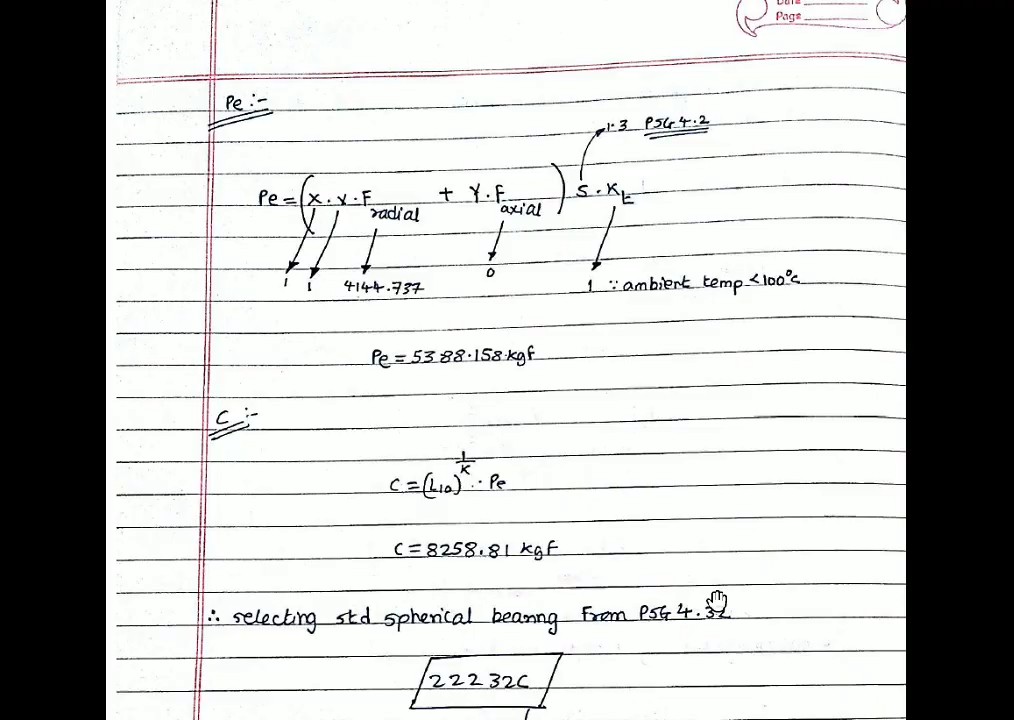 Page
Pe :-
1.3 PSG 4.2
Pe = (X . V . F radial + Y . F axial) S . Kt
1 1 4144.737 0 1 ∵ ambient temp < 100°c
Pe = 5388.158 kgf
C :-
C = (L10)^1/K . Pe
C = 8258.81 kgf
∴ selecting std spherical bearing From PSG 4.32
22232C